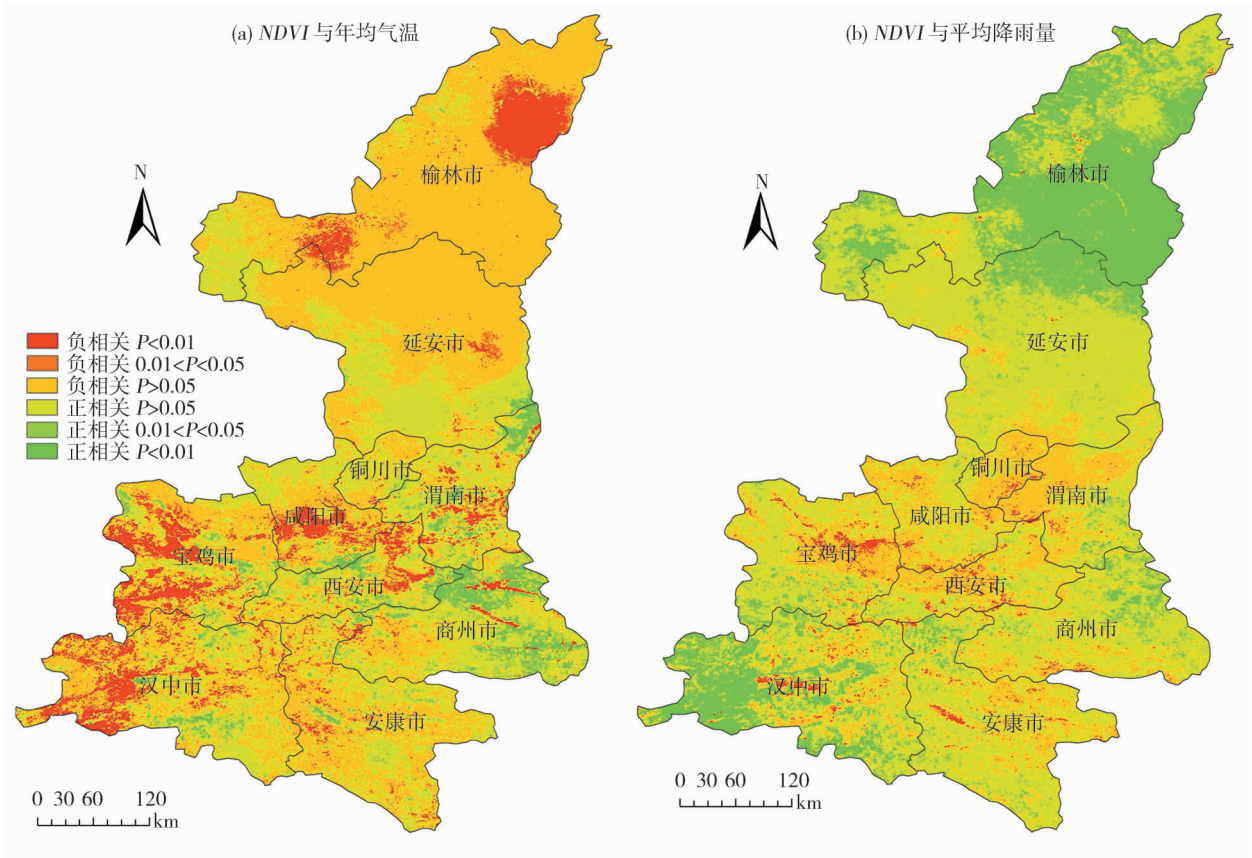 (a) NDVI 与年均气温
(b) NDVI 与平均降雨量
N
N
榆林市
榆林市
延安市
延安市
负相关 P<0.01
负相关 0.01<P<0.05
负相关 P>0.05
正相关 P>0.05
正相关 0.01<P<0.05
正相关 P<0.01
铜川市
铜川市
渭南市
渭南市
咸阳市
咸阳市
宝鸡市
宝鸡市
西安市
西安市
商州市
商州市
汉中市
汉中市
安康市
安康市
0 30 60 120
km
0 30 60 120
km